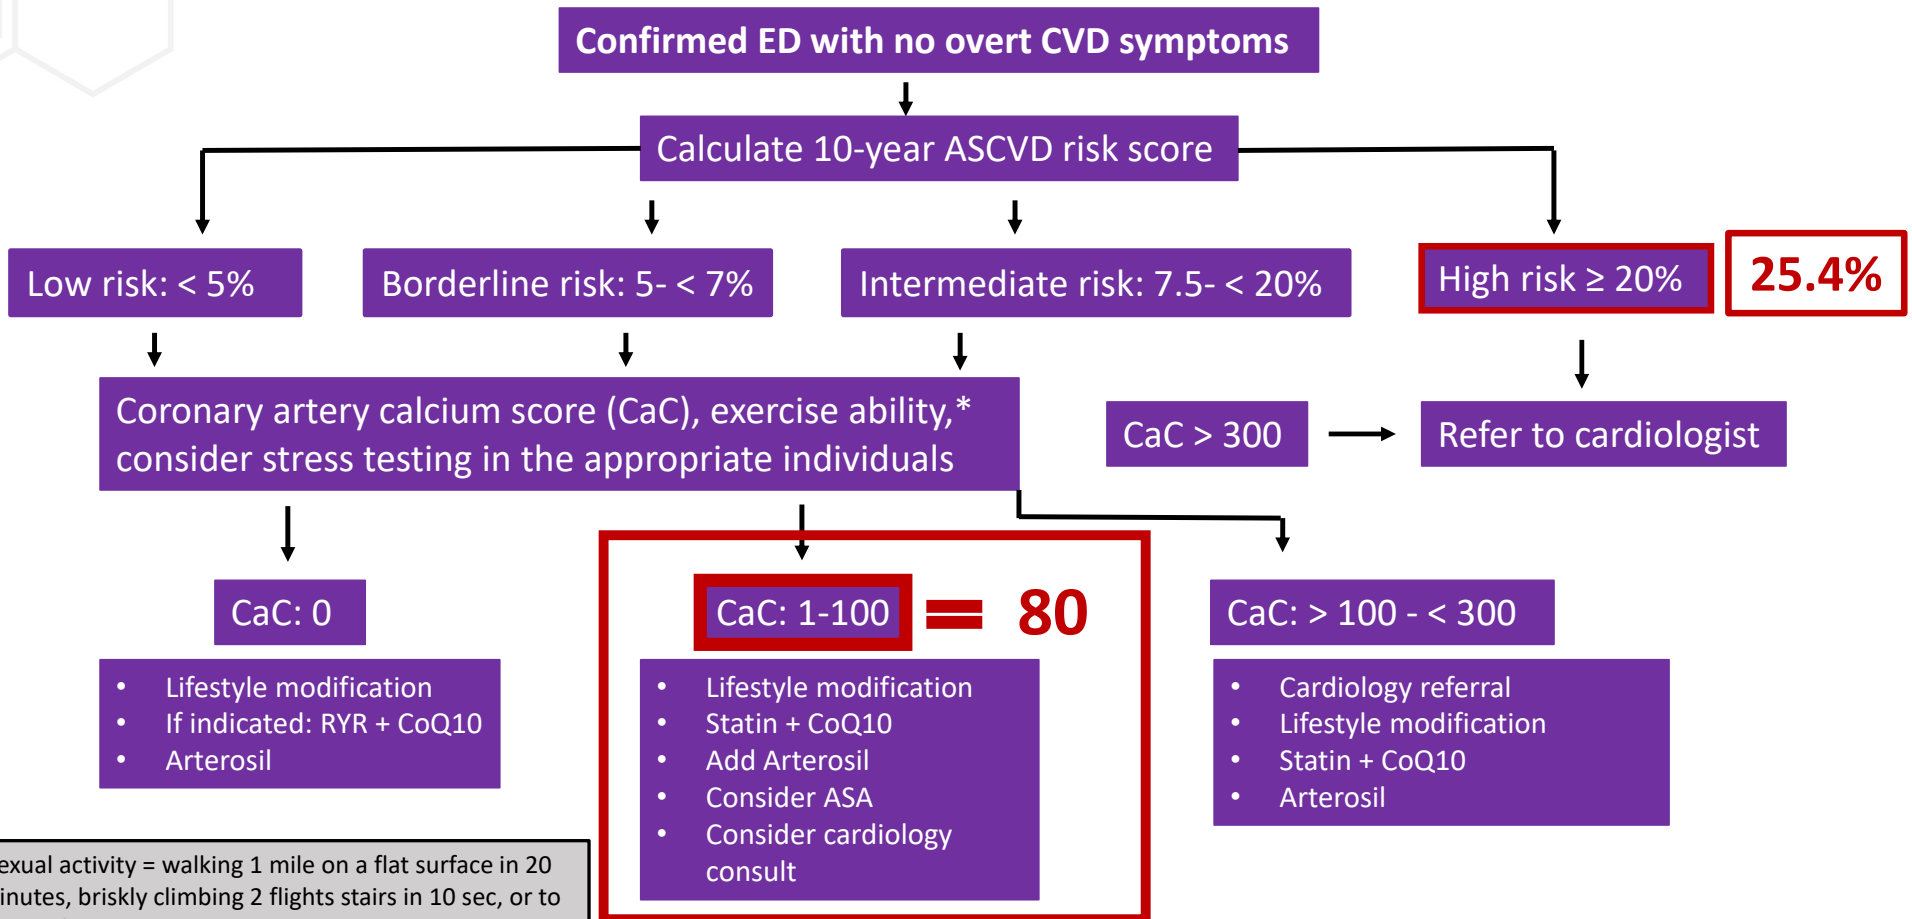 Confirmed ED with no overt CVD symptoms
Calculate 10-year ASCVD risk score
Low risk: < 5%
Borderline risk: 5- < 7%
Intermediate risk: 7.5- < 20%
High risk ≥ 20%
25.4%
Coronary artery calcium score (CaC), exercise ability,*
consider stress testing in the appropriate individuals
CaC > 300
Refer to cardiologist
CaC: 0
• Lifestyle modification
• If indicated: RYR + CoQ10
• Arterosil
CaC: 1-100
= 80
• Lifestyle modification
• Statin + CoQ10
• Add Arterosil
• Consider ASA
• Consider cardiology
consult
CaC: > 100 - < 300
• Cardiology referral
• Lifestyle modification
• Statin + CoQ10
• Arterosil
exual activity = walking 1 mile on a flat surface in 20
inutes, briskly climbing 2 flights stairs in 10 sec, or to